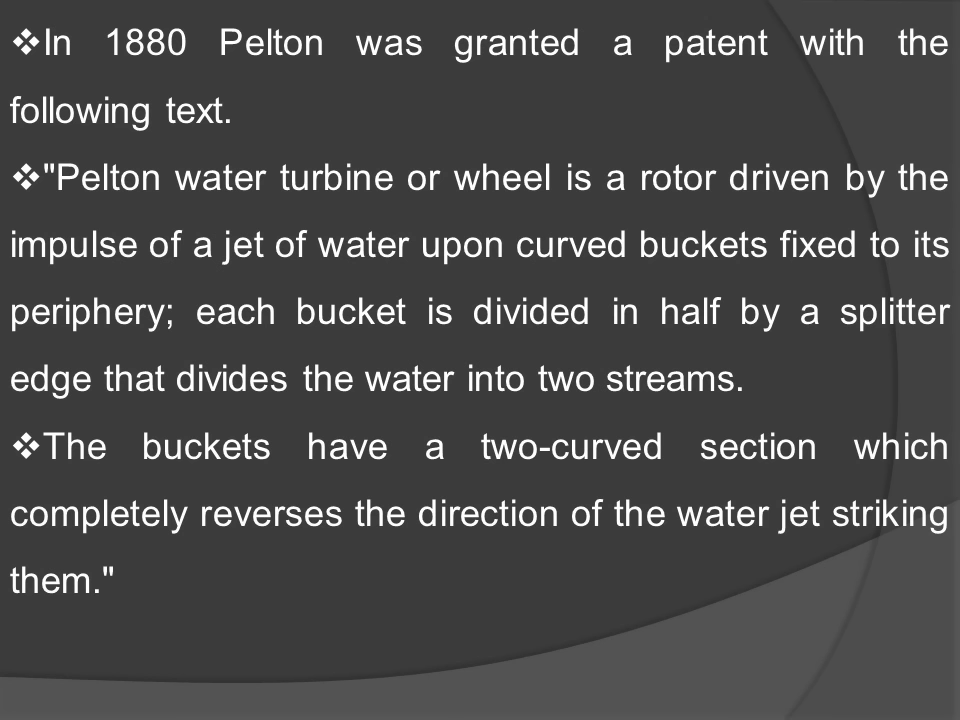 ❖In 1880 Pelton was granted a patent with the
following text.
❖"Pelton water turbine or wheel is a rotor driven by the
impulse of a jet of water upon curved buckets fixed to its
periphery; each bucket is divided in half by a splitter
edge that divides the water into two streams.
❖The buckets have a two-curved section which
completely reverses the direction of the water jet striking
them."